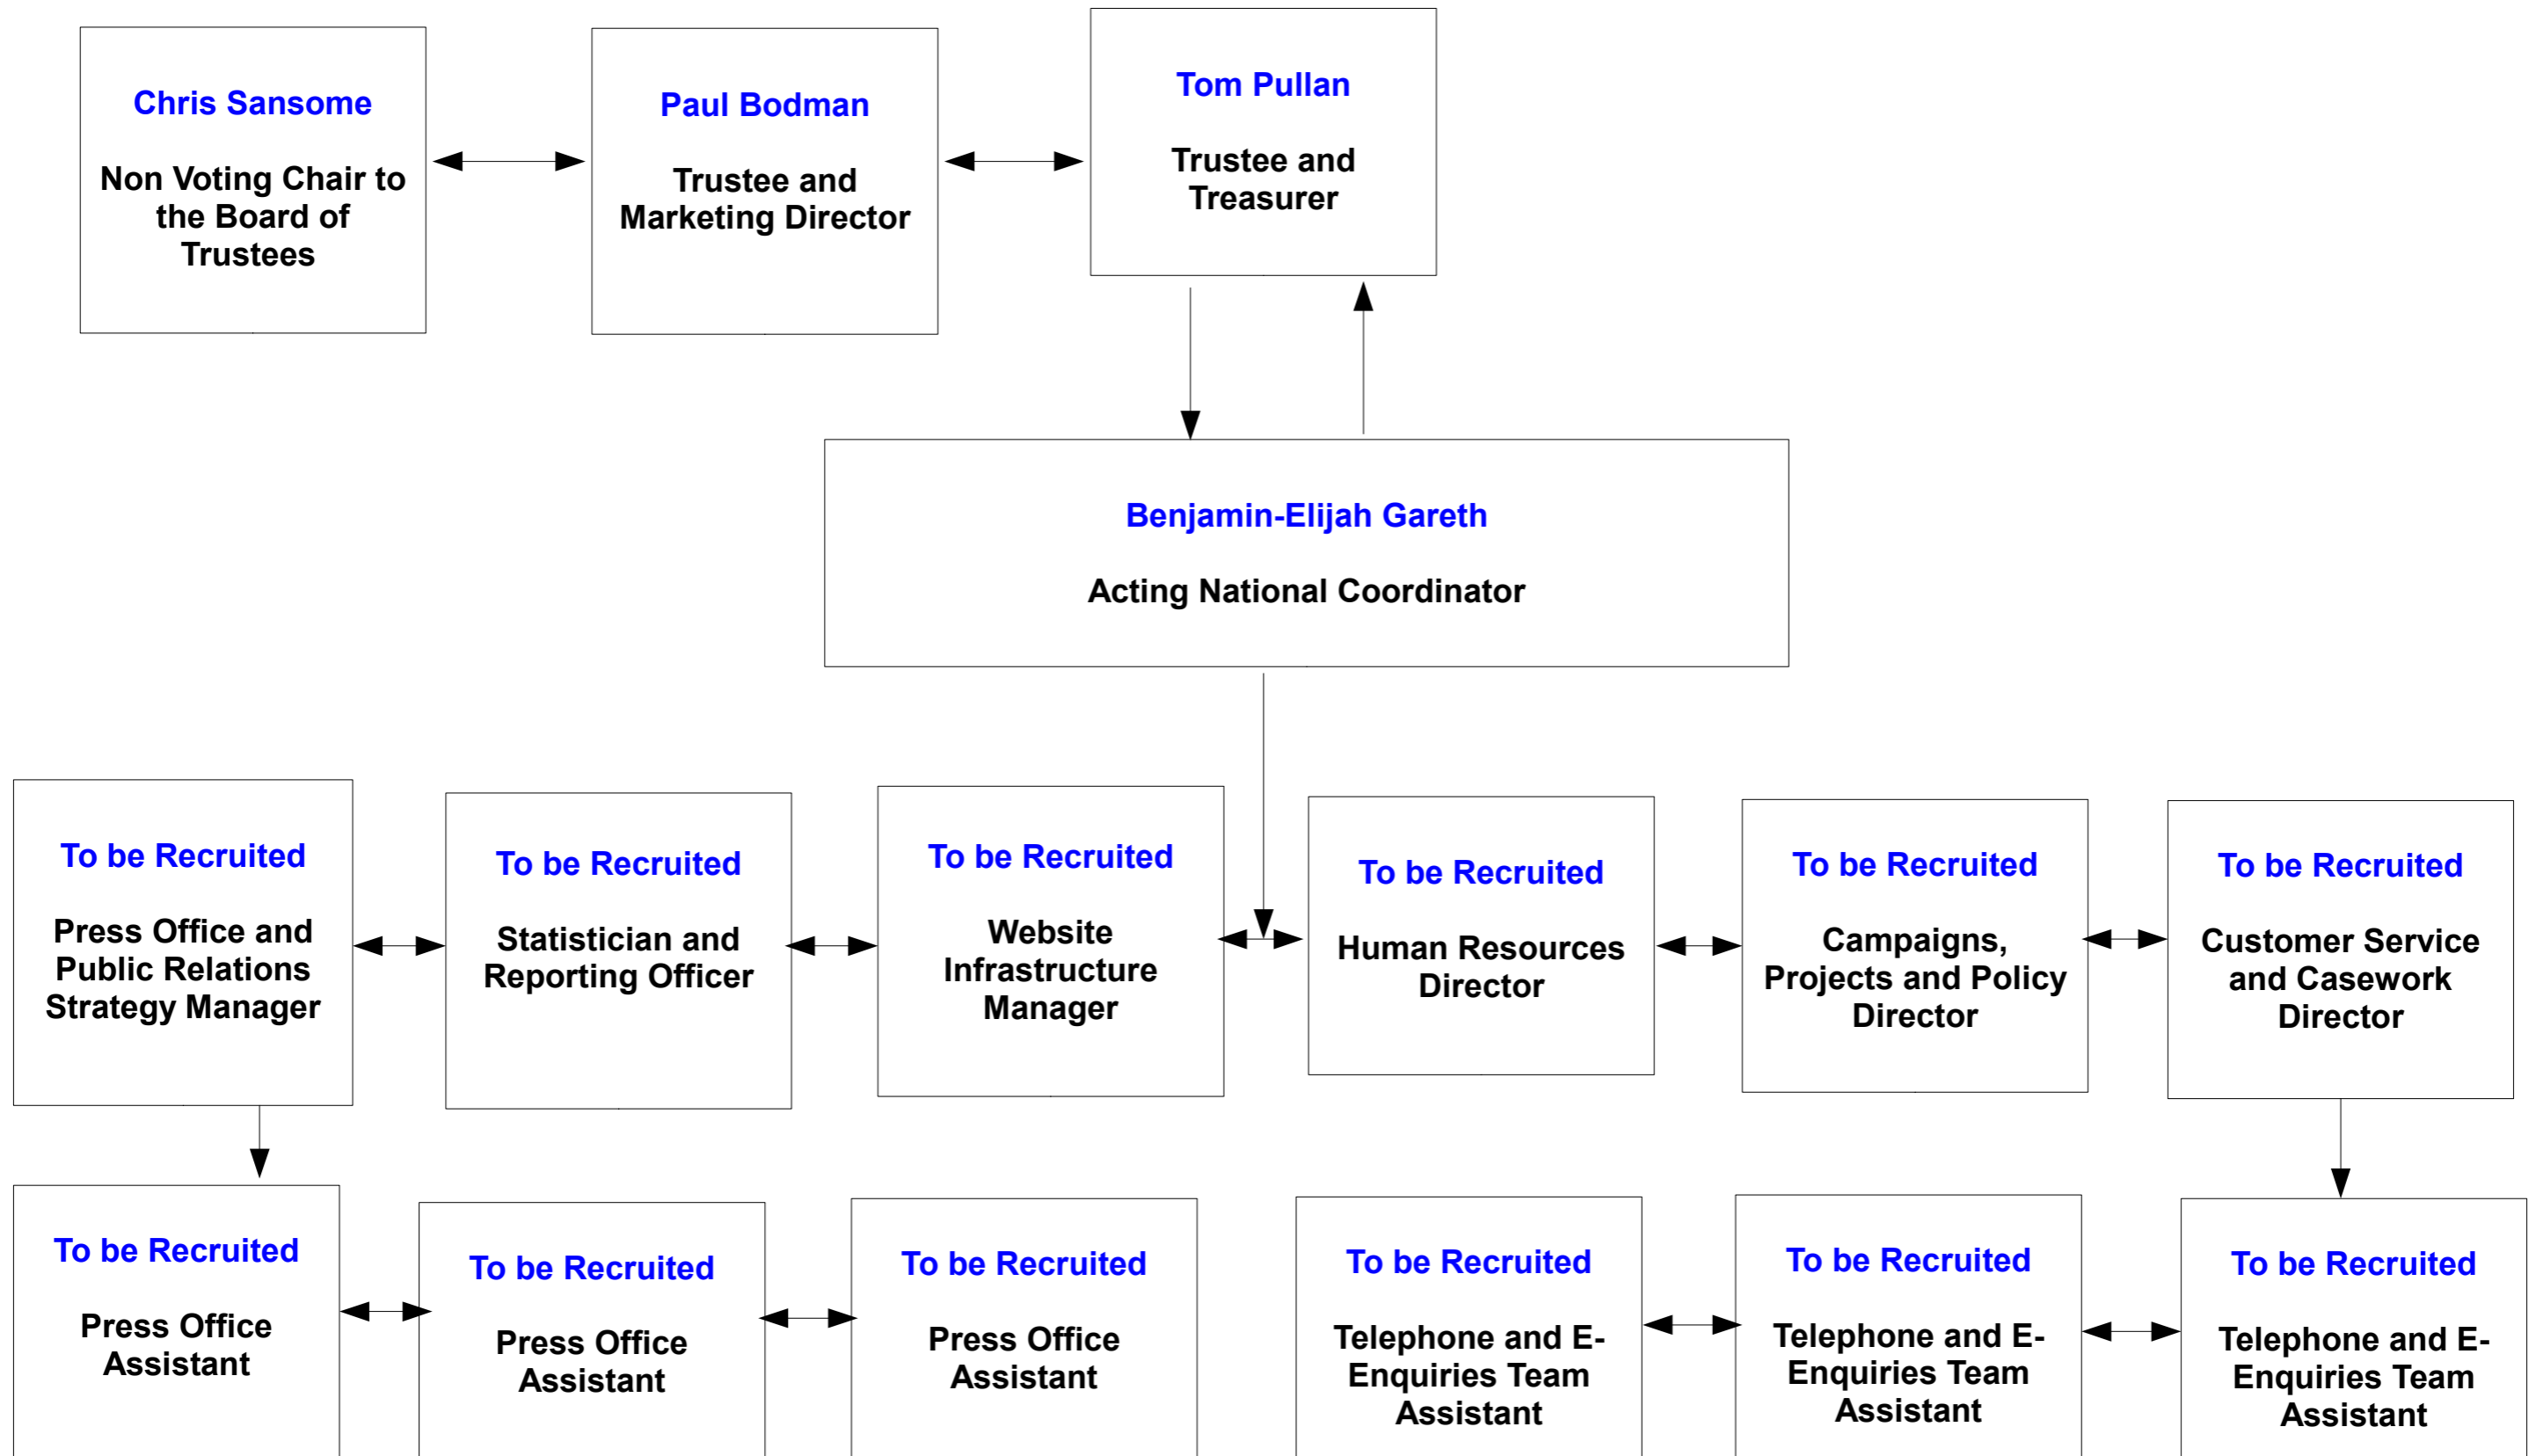 Chris Sansome
Non Voting Chair to
the Board of
Trustees
Paul Bodman
Trustee and
Marketing Director
Tom Pullan
Trustee and
Treasurer
Benjamin-Elijah Gareth
Acting National Coordinator
To be Recruited
Press Office and
Public Relations
Strategy Manager
To be Recruited
Statistician and
Reporting Officer
To be Recruited
Website
Infrastructure
Manager
To be Recruited
Human Resources
Director
To be Recruited
Campaigns,
Projects and Policy
Director
To be Recruited
Customer Service
and Casework
Director
To be Recruited
Press Office
Assistant
To be Recruited
Press Office
Assistant
To be Recruited
Press Office
Assistant
To be Recruited
Telephone and E-
Enquiries Team
Assistant
To be Recruited
Telephone and E-
Enquiries Team
Assistant
To be Recruited
Telephone and E-
Enquiries Team
Assistant